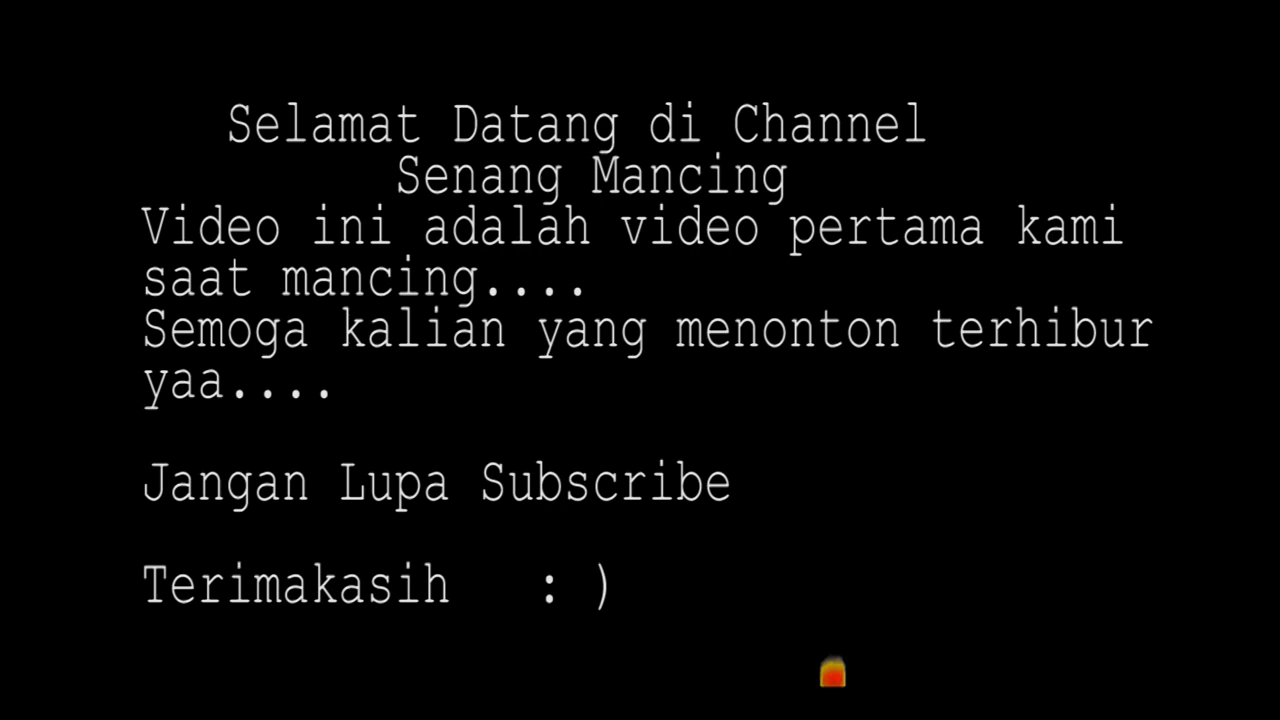 Selamat Datang di Channel
Senang Mancing
Video ini adalah video pertama kami
saat mancing....
Semoga kalian yang menonton terhibur
yaa....
Jangan Lupa Subscribe
Terimakasih : )